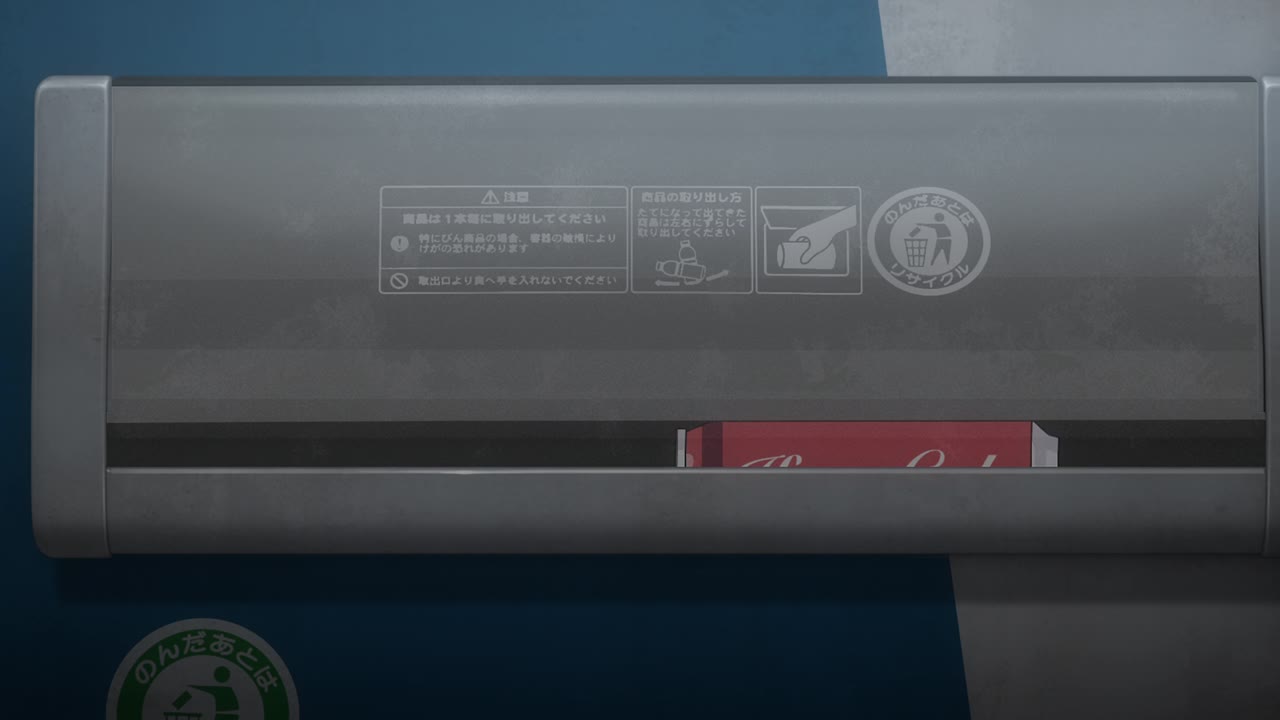 注意
商品は1本毎に取り出してください
特にびん商品の場合、容器の破損により
けがの恐れがあります
取出口より奥へ手を入れないでください
商品の取り出し方
たてになって出てきた
商品は左右にずらして
取り出してください
のんだあとは
リサイクル
のんだあとは